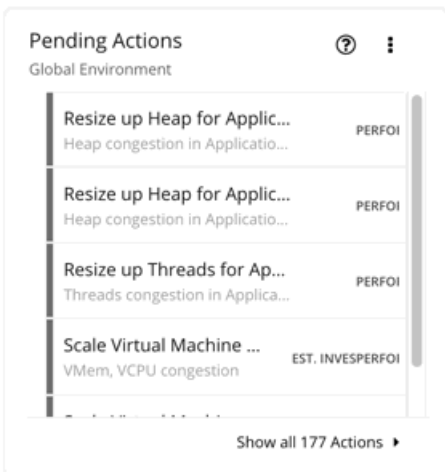 Pending Actions
Global Environment
Resize up Heap for Applic...
Heap congestion in Applicatio...
PERFOI
Resize up Heap for Applic...
Heap congestion in Applicatio...
PERFOI
Resize up Threads for Ap...
Threads congestion in Applica...
PERFOI
Scale Virtual Machine ...
VMem, VCPU congestion
EST. INVESPERFOI
Show all 177 Actions